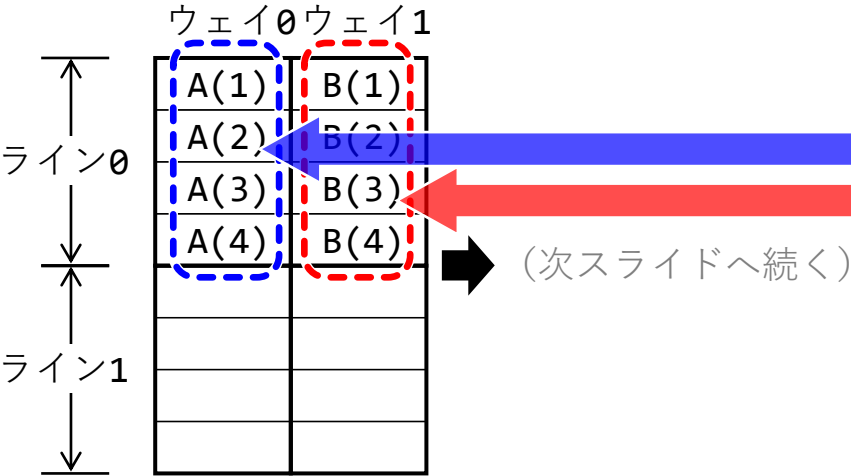 ウェイ0 ウェイ1
A(1) B(1)
A(2) B(2)
ライン0
A(3) B(3)
A(4) B(4)
(次スライドへ続く)
ライン1